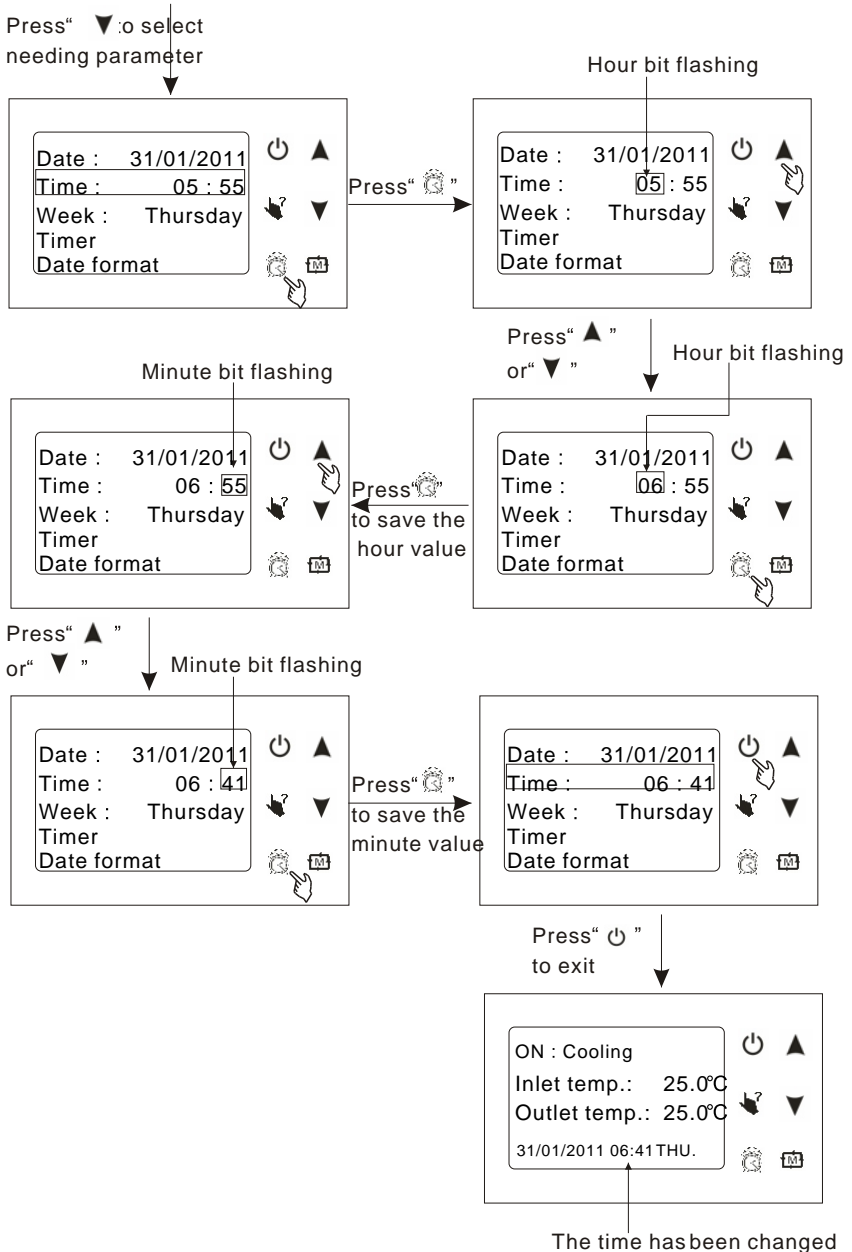 Press“ ▼ to select
needing parameter
Date : 31/01/2011
Time : 05 : 55
Week : Thursday
Timer
Date format
Press“ ”
Hour bit flashing
Date : 31/01/2011
Time : 05 : 55
Week : Thursday
Timer
Date format
M
M
Press“ ▲ ”
or“ ▼ ”
Hour bit flashing
Date : 31/01/2011
Time : 06 : 55
Week : Thursday
Timer
Date format
M
Press“ ”
to save the
hour value
Minute bit flashing
Date : 31/01/2011
Time : 06 : 55
Week : Thursday
Timer
Date format
M
Press“ ▲ ”
or“ ▼ ”
Minute bit flashing
Date : 31/01/2011
Time : 06 : 41
Week : Thursday
Timer
Date format
M
Press“ ”
to save the
minute value
Date : 31/01/2011
Time : 06 : 41
Week : Thursday
Timer
Date format
M
Press“ ⏻ ”
to exit
ON : Cooling
Inlet temp.: 25.0°C
Outlet temp.: 25.0°C
31/01/2011 06:41 THU.
M
The time has been changed